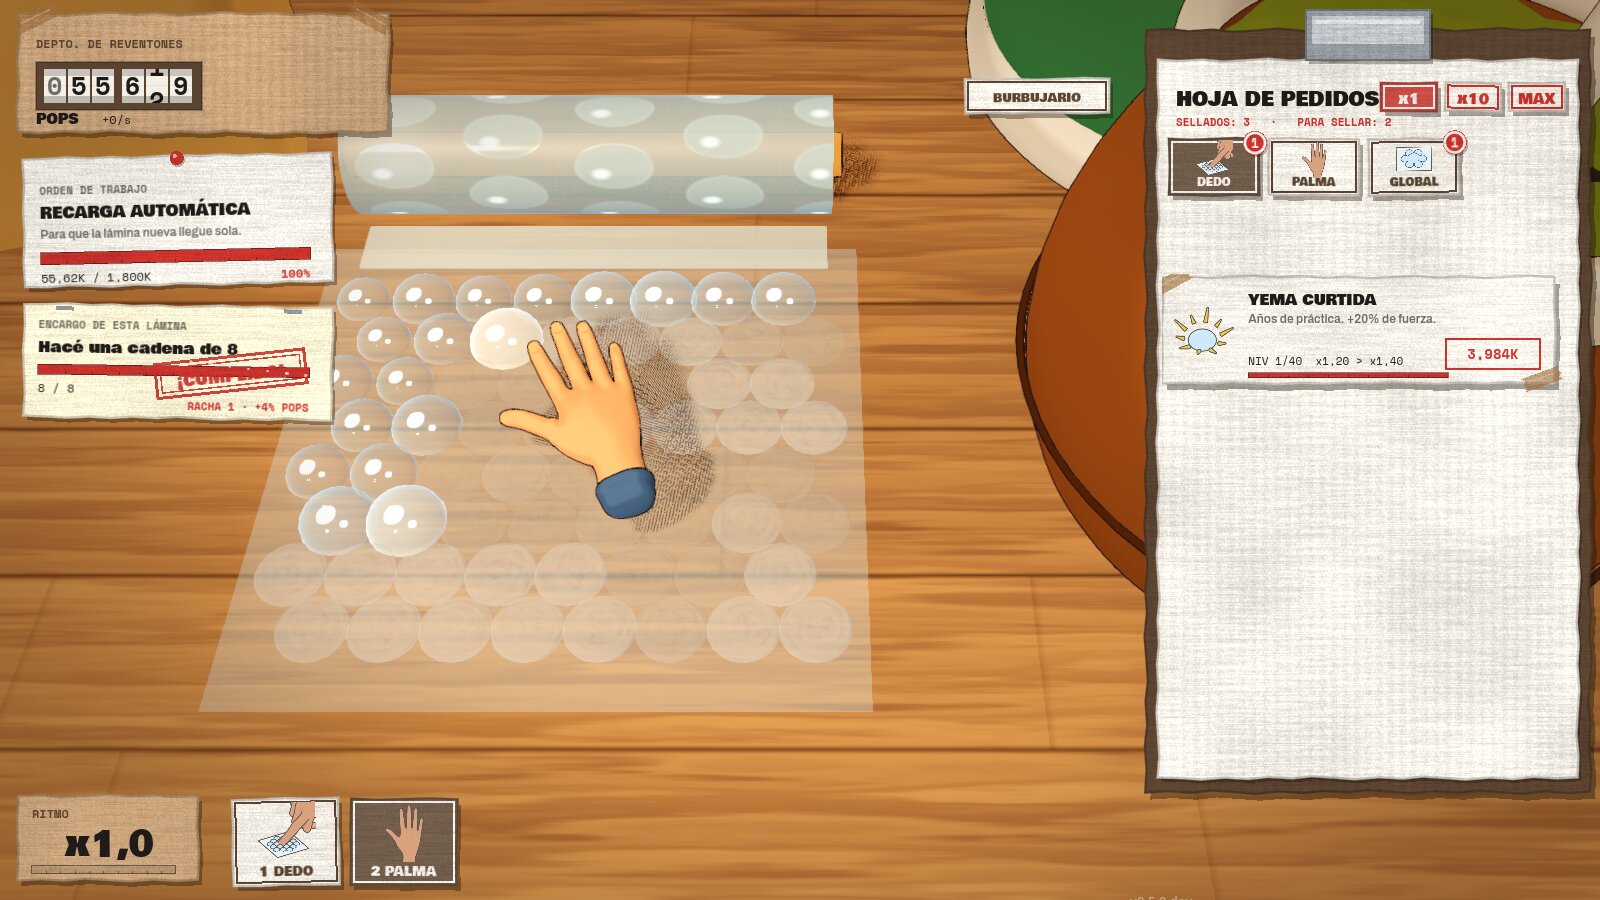 DEPTO. DE REVENTONES
POPS +0/s
ORDEN DE TRABAJO
RECARGA AUTOMÁTICA
Para que la lámina nueva llegue sola.
55,62K / 1.800K 100%
ENCARGO DE ESTA LÁMINA
Hacé una cadena de 8
8 / 8
RACHA 1 · +4% POPS
BURBUJARIO
HOJA DE PEDIDOS x1 x10 MAX
SELLADOS: 3 · PARA SELLAR: 2
1 1
DEDO PALMA GLOBAL
YEMA CURTIDA
Años de práctica. +20% de fuerza.
NIV 1/40 x1,20 > x1,40
3.984K
RITMO
x1,0
1 DEDO 2 PALMA